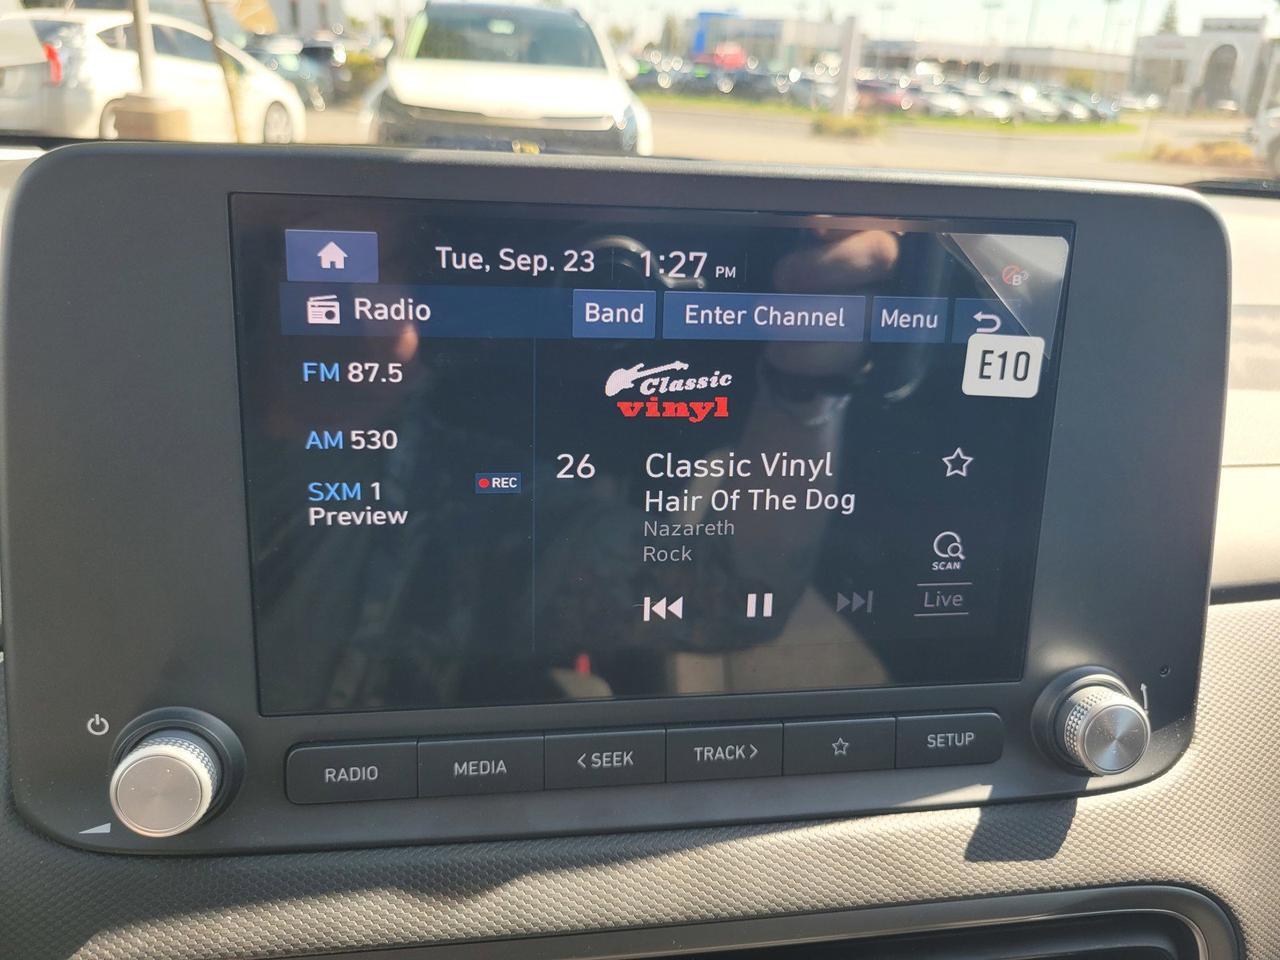 Tue, Sep. 23 1:27 PM
Radio
Band
Enter Channel
Menu
E10
FM 87.5
AM 530
SXM 1
Preview
REC
Classic
vinyl
26
Classic Vinyl
Hair Of The Dog
Nazareth
Rock
SCAN
Live
RADIO
MEDIA
< SEEK
TRACK >
SETUP